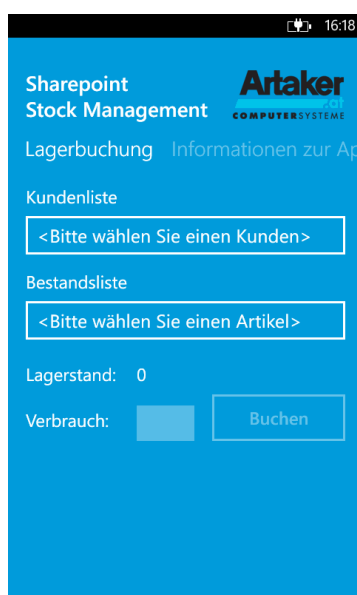 16:18
Sharepoint
Stock Management
Artaker
.at
COMPUTERSYSTEME
Lagerbuchung Informationen zur Ap
Kundenliste
<Bitte wählen Sie einen Kunden>
Bestandsliste
<Bitte wählen Sie einen Artikel>
Lagerstand: 0
Verbrauch: Buchen